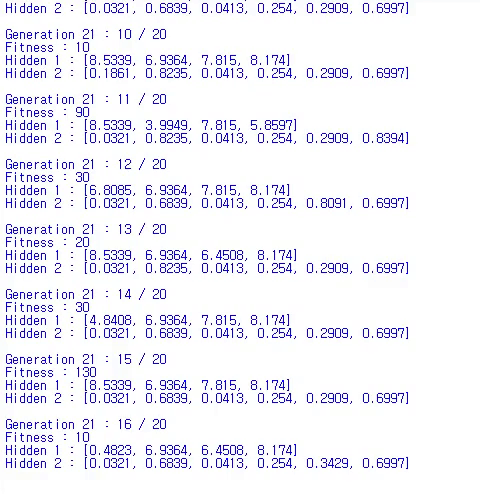 Hidden 2 : [0.0321, 0.6839, 0.0413, 0.254, 0.2909, 0.6997]
Generation 21 : 10 / 20
Fitness : 10
Hidden 1 : [8.5339, 6.9364, 7.815, 8.174]
Hidden 2 : [0.1861, 0.8235, 0.0413, 0.254, 0.2909, 0.6997]
Generation 21 : 11 / 20
Fitness : 90
Hidden 1 : [8.5339, 3.9949, 7.815, 5.8597]
Hidden 2 : [0.0321, 0.8235, 0.0413, 0.254, 0.2909, 0.8394]
Generation 21 : 12 / 20
Fitness : 30
Hidden 1 : [6.8085, 6.9364, 7.815, 8.174]
Hidden 2 : [0.0321, 0.6839, 0.0413, 0.254, 0.8091, 0.6997]
Generation 21 : 13 / 20
Fitness : 20
Hidden 1 : [8.5339, 6.9364, 6.4508, 8.174]
Hidden 2 : [0.0321, 0.8235, 0.0413, 0.254, 0.2909, 0.6997]
Generation 21 : 14 / 20
Fitness : 30
Hidden 1 : [4.8408, 6.9364, 7.815, 8.174]
Hidden 2 : [0.0321, 0.6839, 0.0413, 0.254, 0.2909, 0.6997]
Generation 21 : 15 / 20
Fitness : 130
Hidden 1 : [8.5339, 6.9364, 7.815, 8.174]
Hidden 2 : [0.0321, 0.6839, 0.0413, 0.254, 0.2909, 0.6997]
Generation 21 : 16 / 20
Fitness : 10
Hidden 1 : [0.4823, 6.9364, 6.4508, 8.174]
Hidden 2 : [0.0321, 0.6839, 0.0413, 0.254, 0.3429, 0.6997]